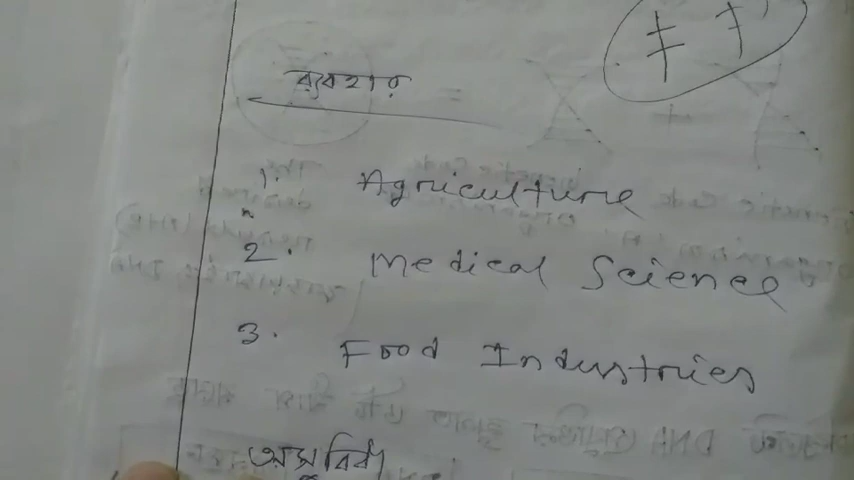 ব্যবহার
1. Agriculture
2. Medical Science
3. Food Industries
অসুবিধা